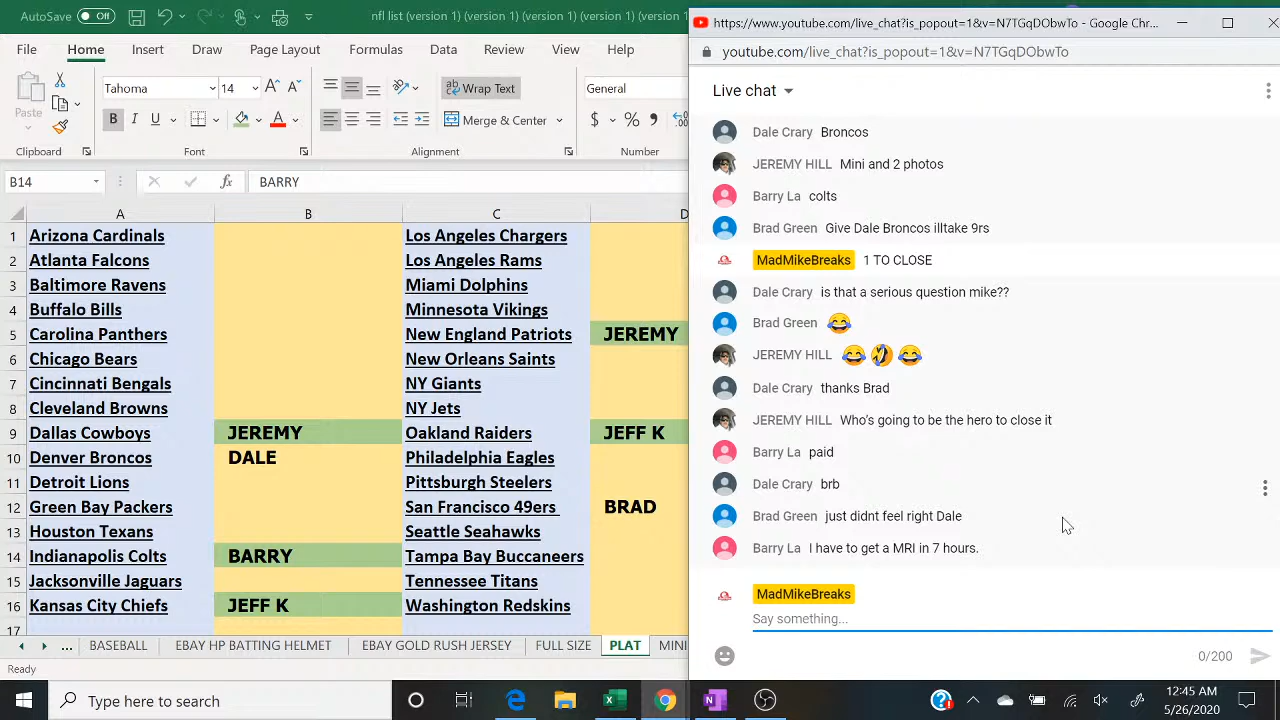 AutoSave Off nfl list (version 1) (version 1) (version 1) (version
File Home Insert Draw Page Layout Formulas Data Review View Help
Paste Tahoma 14 Wrap Text General
B I U A Merge & Center $ %
Clipboard Font Alignment Number
B14 fx BARRY
A B C D
1 Arizona Cardinals Los Angeles Chargers
2 Atlanta Falcons Los Angeles Rams
3 Baltimore Ravens Miami Dolphins
4 Buffalo Bills Minnesota Vikings
5 Carolina Panthers New England Patriots JEREMY
6 Chicago Bears New Orleans Saints
7 Cincinnati Bengals NY Giants
8 Cleveland Browns NY Jets
9 Dallas Cowboys JEREMY Oakland Raiders JEFF K
10 Denver Broncos DALE Philadelphia Eagles
11 Detroit Lions Pittsburgh Steelers
12 Green Bay Packers San Francisco 49ers BRAD
13 Houston Texans Seattle Seahawks
14 Indianapolis Colts BARRY Tampa Bay Buccaneers
15 Jacksonville Jaguars Tennessee Titans
16 Kansas City Chiefs JEFF K Washington Redskins
17
... BASEBALL EBAY HP BATTING HELMET EBAY GOLD RUSH JERSEY FULL SIZE PLAT MINI
Ready
https://www.youtube.com/live_chat?is_popout=1&v=N7TGqDObwTo - Google Chr...
youtube.com/live_chat?is_popout=1&v=N7TGqDObwTo
Live chat
Dale Crary Broncos
JEREMY HILL Mini and 2 photos
Barry La colts
Brad Green Give Dale Broncos illtake 9rs
MadMikeBreaks 1 TO CLOSE
Dale Crary is that a serious question mike??
Brad Green 😂
JEREMY HILL 😂🤣😂
Dale Crary thanks Brad
JEREMY HILL Who's going to be the hero to close it
Barry La paid
Dale Crary brb
Brad Green just didnt feel right Dale
Barry La I have to get a MRI in 7 hours.
MadMikeBreaks
Say something...
0/200
Type here to search
12:45 AM
5/26/2020